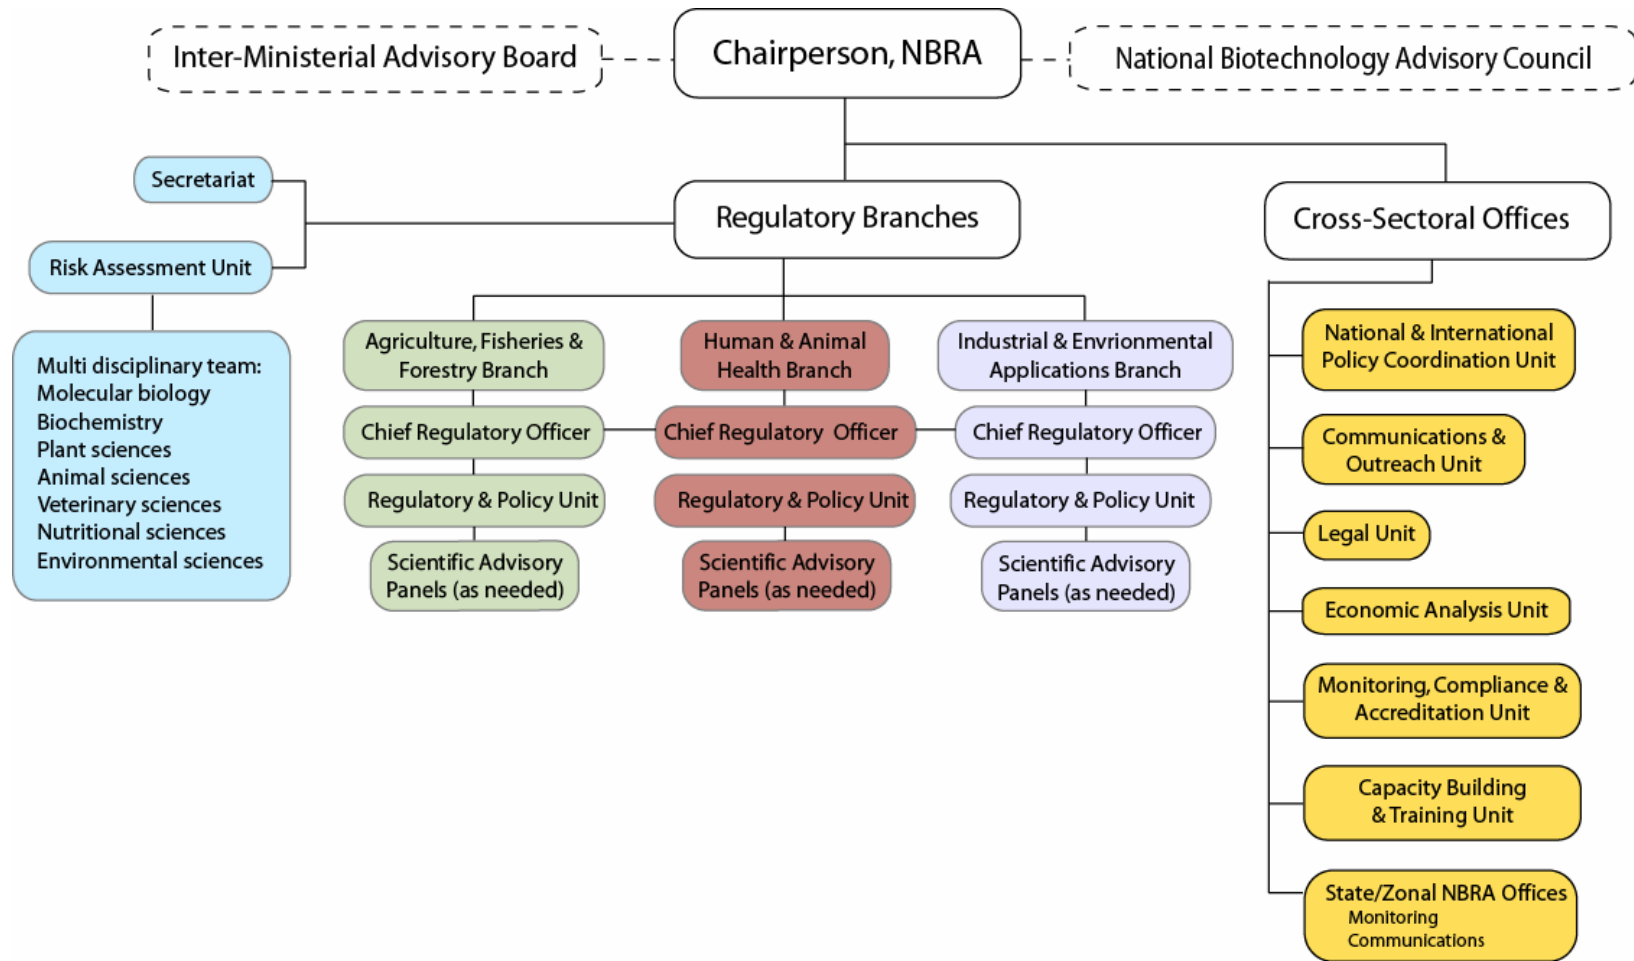 Inter-Ministerial Advisory Board
Chairperson, NBRA
National Biotechnology Advisory Council
Secretariat
Regulatory Branches
Cross-Sectoral Offices
Risk Assessment Unit
Multi disciplinary team:
Molecular biology
Biochemistry
Plant sciences
Animal sciences
Veterinary sciences
Nutritional sciences
Environmental sciences
Agriculture, Fisheries &
Forestry Branch
Chief Regulatory Officer
Regulatory & Policy Unit
Scientific Advisory
Panels (as needed)
Human & Animal
Health Branch
Chief Regulatory Officer
Regulatory & Policy Unit
Scientific Advisory
Panels (as needed)
Industrial & Envrionmental
Applications Branch
Chief Regulatory Officer
Regulatory & Policy Unit
Scientific Advisory
Panels (as needed)
National & International
Policy Coordination Unit
Communications &
Outreach Unit
Legal Unit
Economic Analysis Unit
Monitoring, Compliance &
Accreditation Unit
Capacity Building
& Training Unit
State/Zonal NBRA Offices
Monitoring
Communications